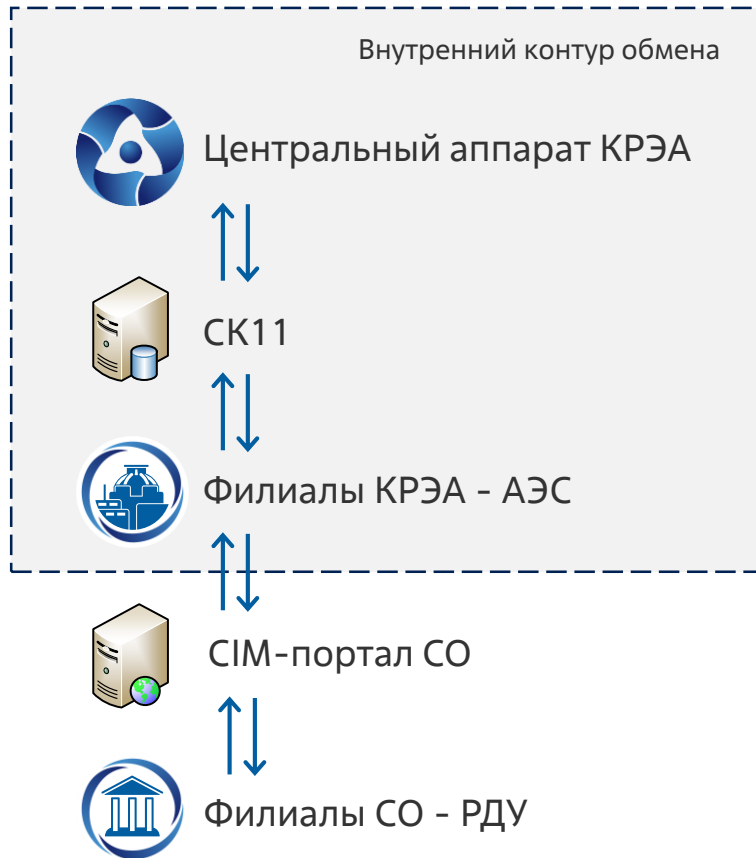 Внутренний контур обмена
Центральный аппарат КРЭА
СК11
Филиалы КРЭА - АЭС
CIM-портал СО
Филиалы СО - РДУ